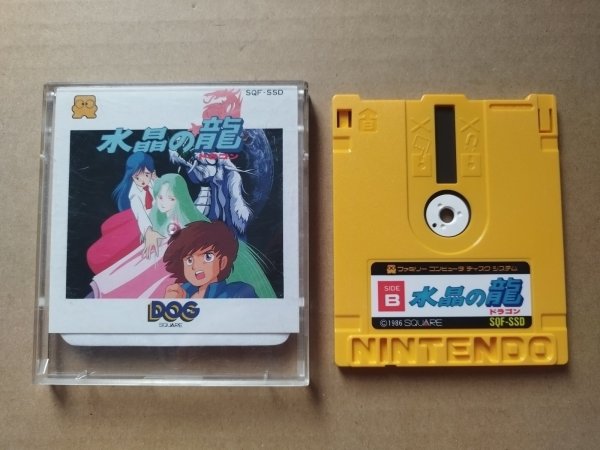 SQF-SSD
水晶の龍
ドラゴン
DOG
SQUARE
ファミリー コンピュータ ディスク システム
SIDE
B
水晶の龍
ドラゴン
©1986 SQUARE
SQF-SSD
NINTENDO